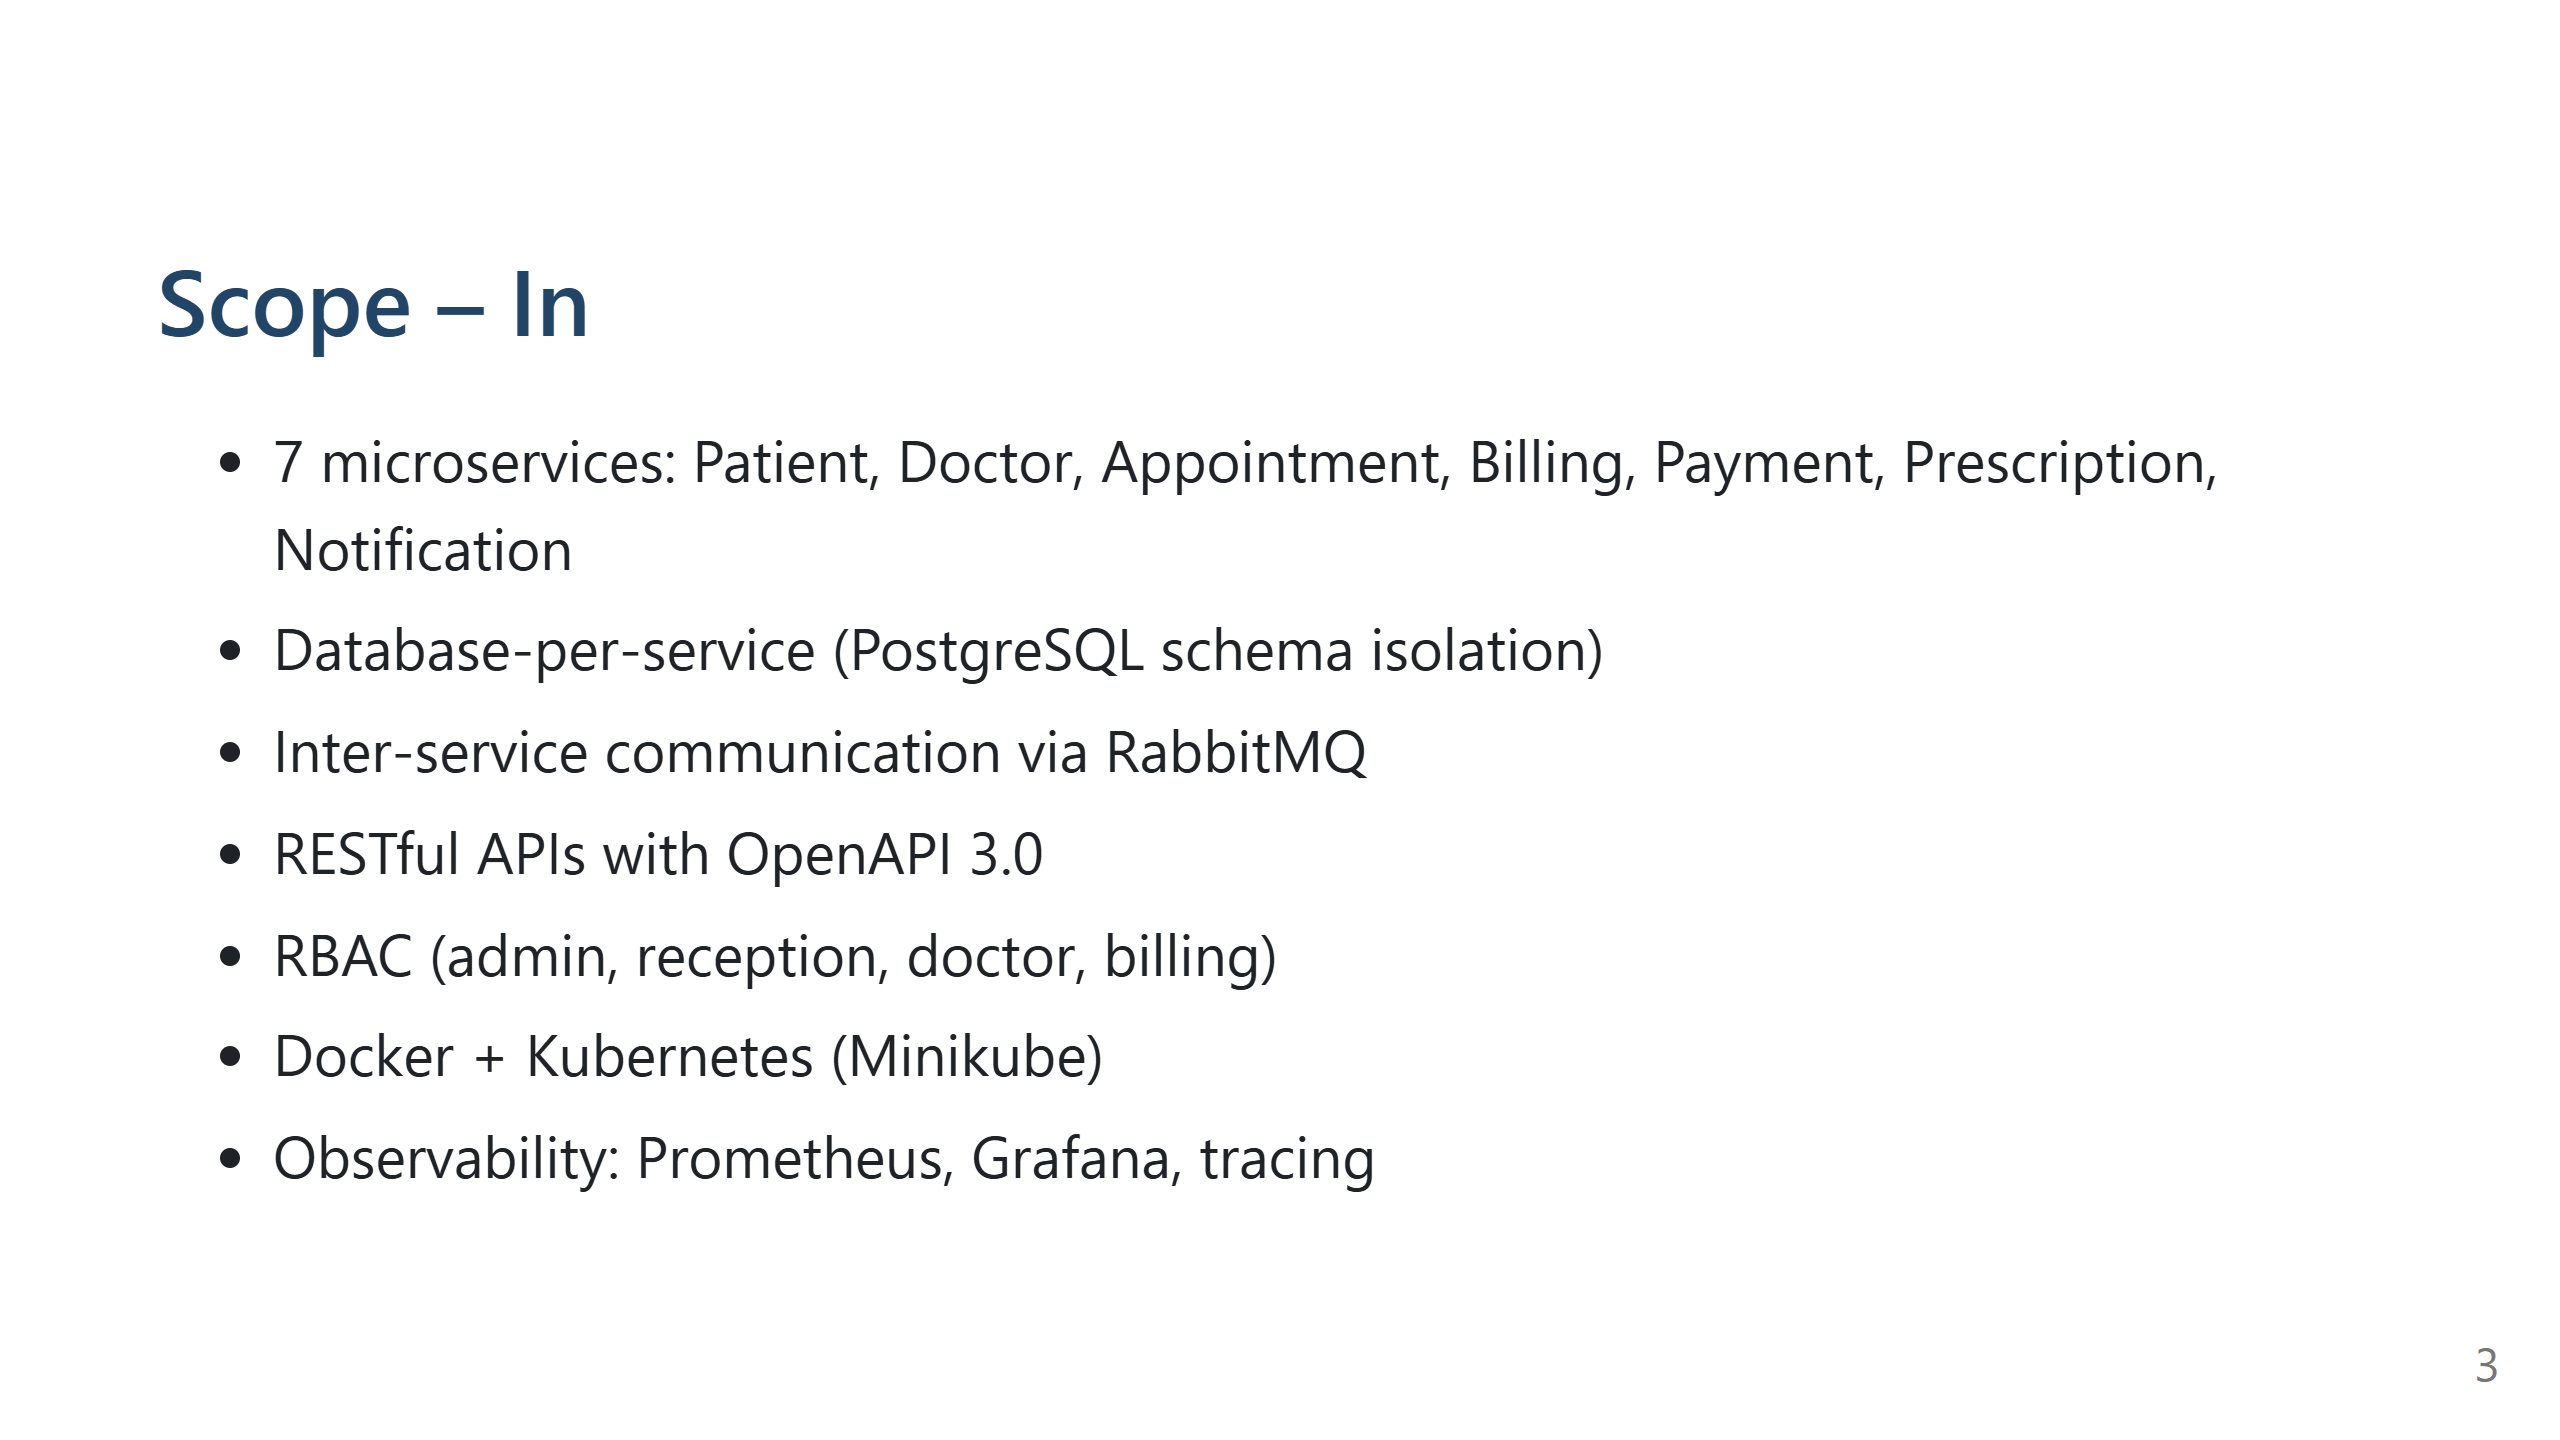 Scope – In
• 7 microservices: Patient, Doctor, Appointment, Billing, Payment, Prescription,
Notification
• Database-per-service (PostgreSQL schema isolation)
• Inter-service communication via RabbitMQ
• RESTful APIs with OpenAPI 3.0
• RBAC (admin, reception, doctor, billing)
• Docker + Kubernetes (Minikube)
• Observability: Prometheus, Grafana, tracing
3